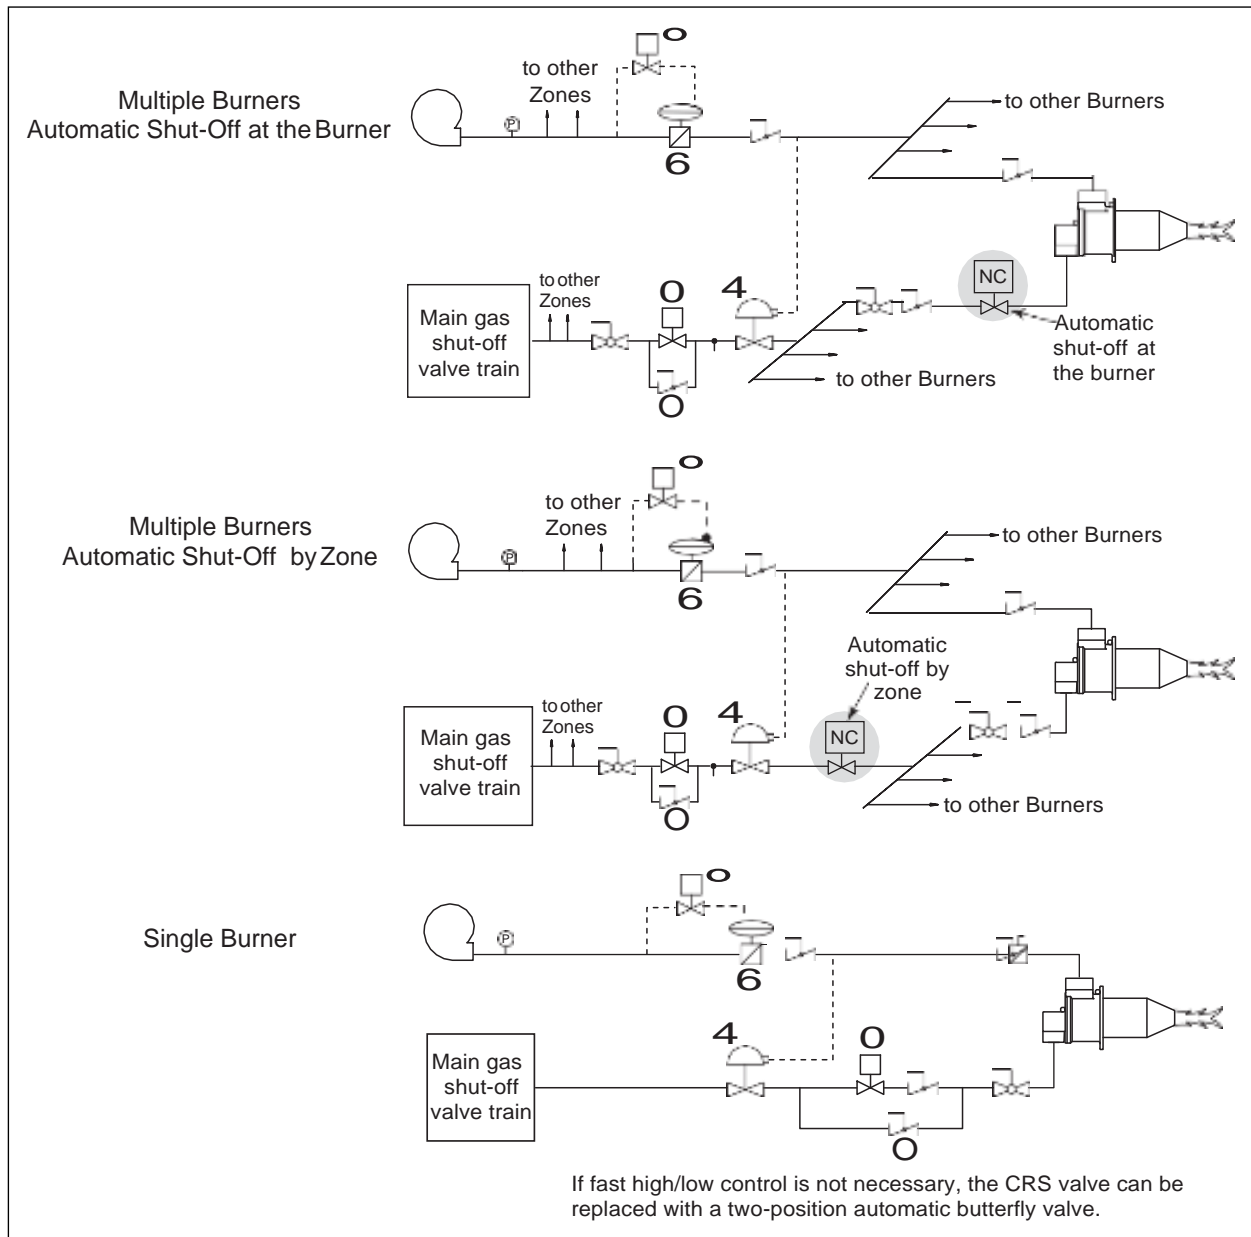 o
to other
Zones
Multiple Burners
Automatic Shut-Off at the Burner
to other Burners
P
6
to other
Zones
0
4
NC
Main gas
shut-off
valve train
Automatic
shut-off at
the burner
to other Burners
O
o
to other
Zones
Multiple Burners
Automatic Shut-Off by Zone
to other Burners
P
6
Automatic
shut-off by
zone
to other
Zones
0
4
NC
Main gas
shut-off
valve train
to other Burners
O
o
Single Burner
P
6
4
0
Main gas
shut-off
valve train
O
If fast high/low control is not necessary, the CRS valve can be
replaced with a two-position automatic butterfly valve.